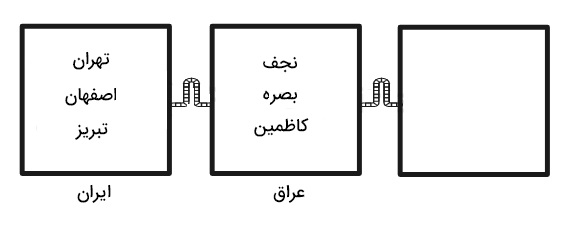 تهران
اصفهان
تبریز
ایران
نجف
بصره
کاظمین
عراق